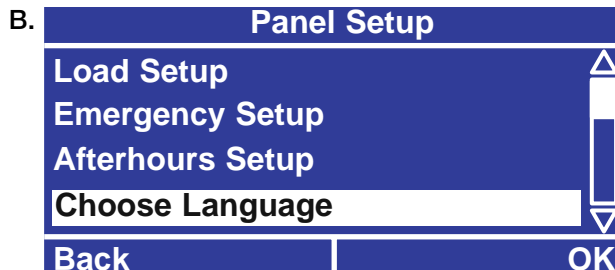 B.
Panel Setup
Load Setup
Emergency Setup
Afterhours Setup
Choose Language
Back OK